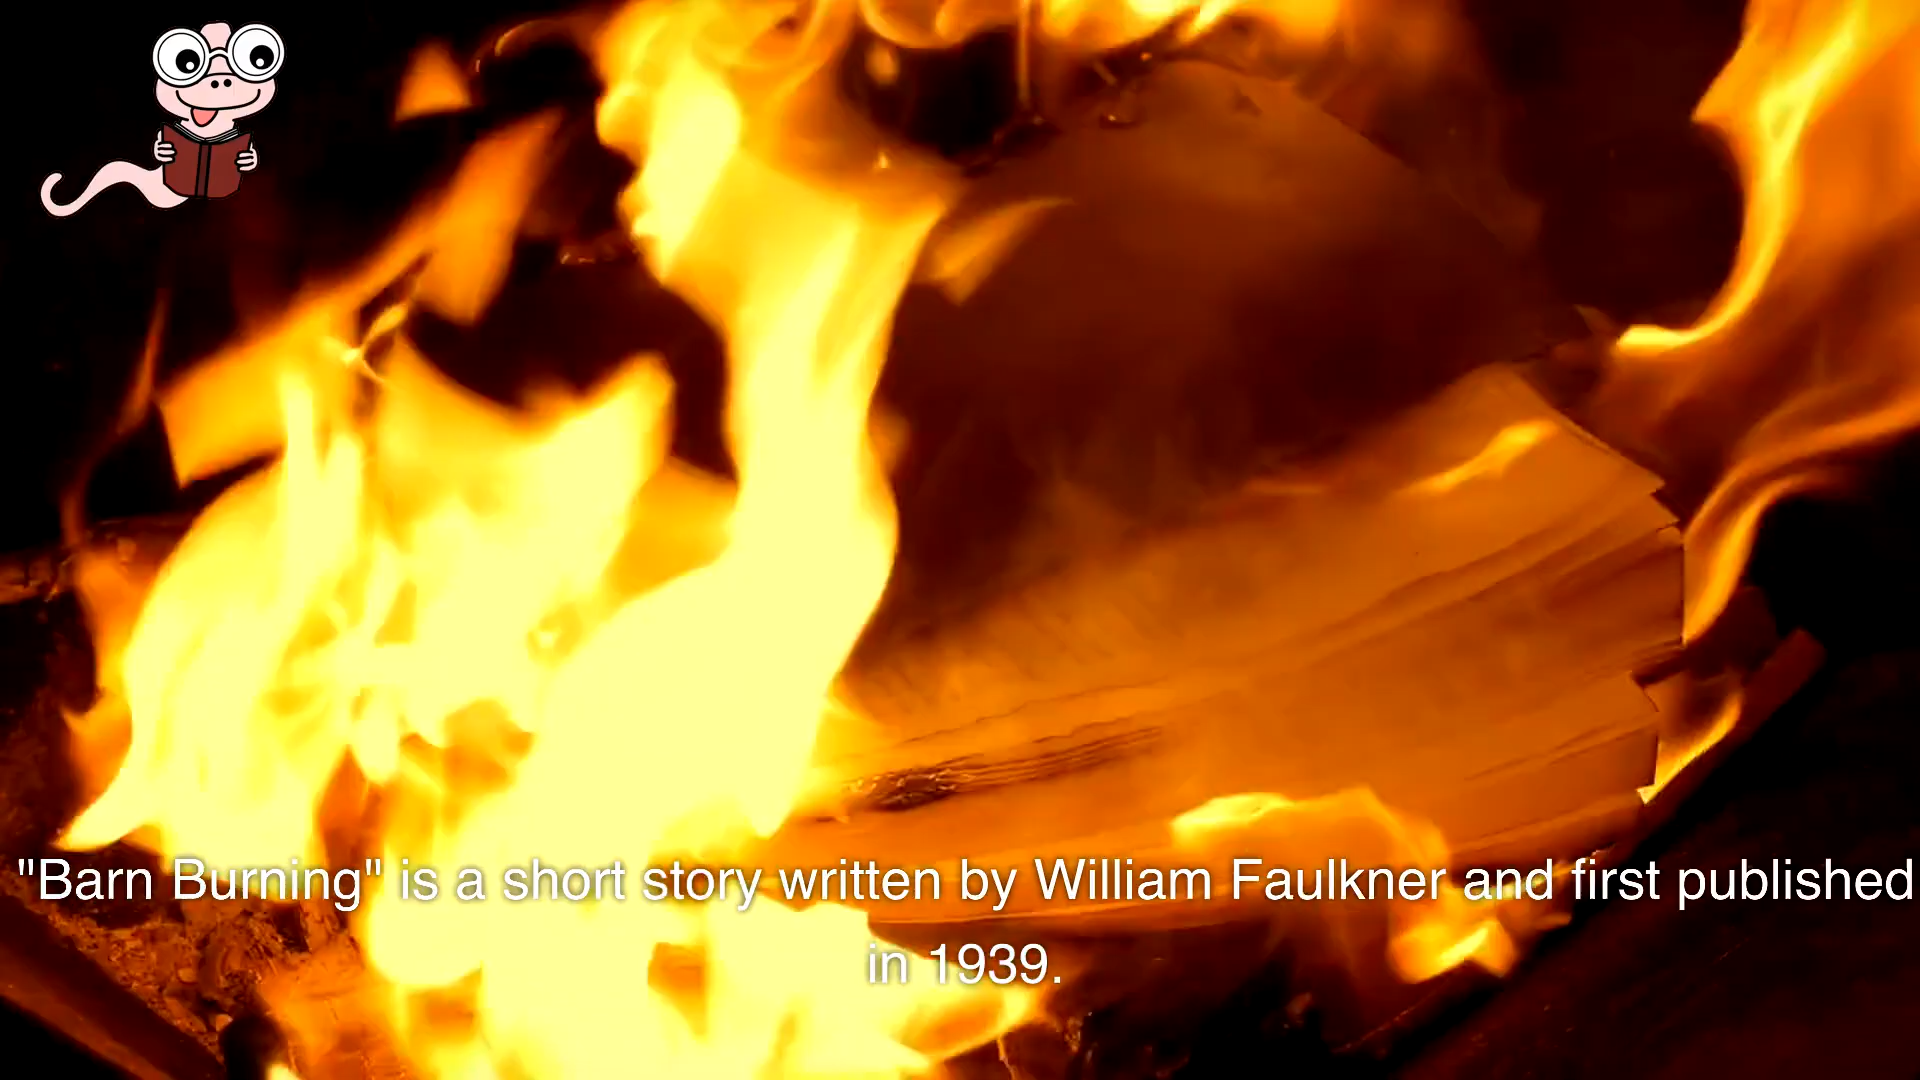 "Barn Burning" is a short story written by William Faulkner and first published
in 1939.